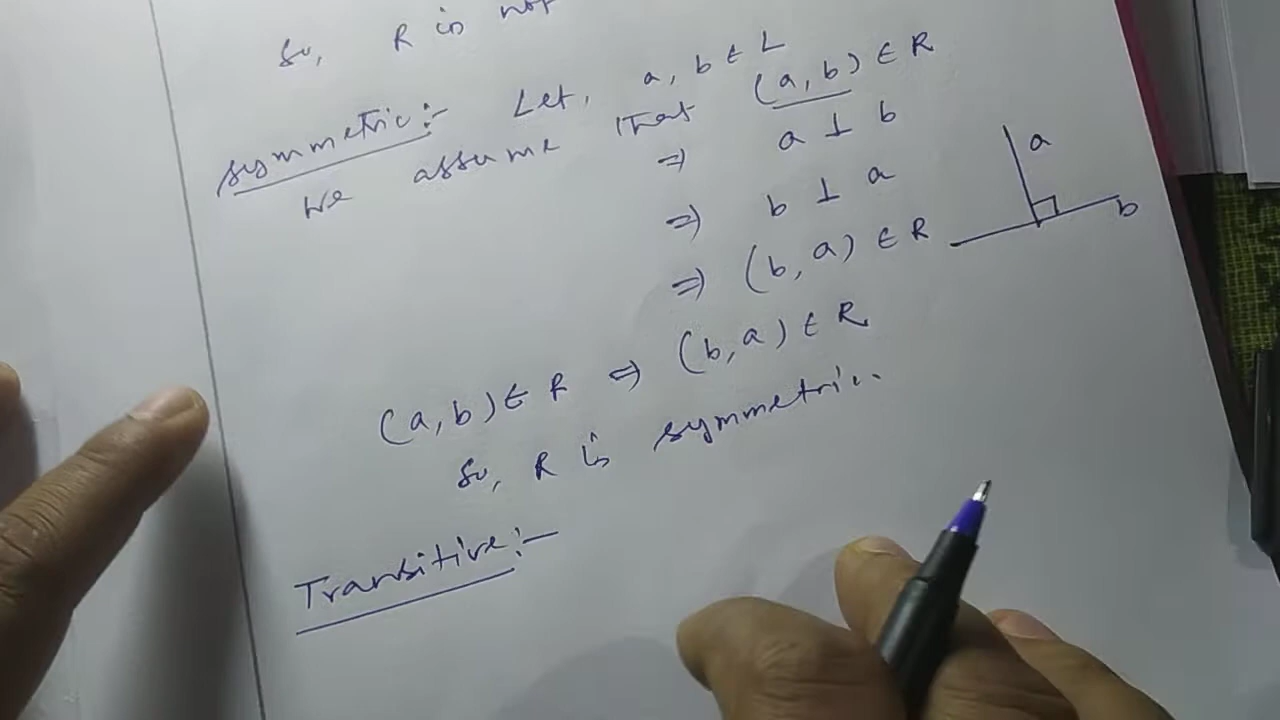 So, R is not
symmetric:- Let, a, b ∈ L
We assume that (a, b) ∈ R
⇒ a ⊥ b
⇒ b ⊥ a
⇒ (b, a) ∈ R
a
b
(a, b) ∈ R ⇒ (b, a) ∈ R
So, R is symmetric.
Transitive:-